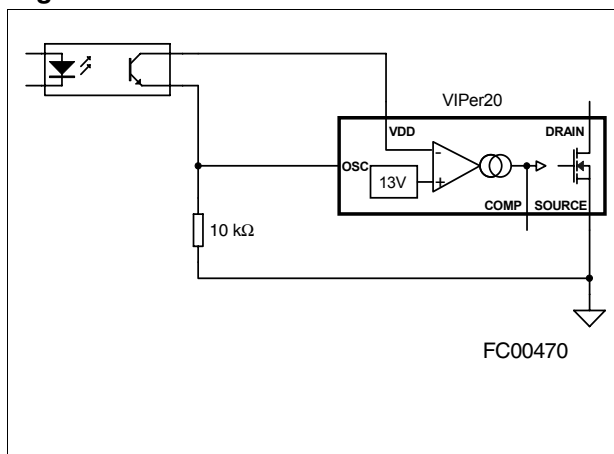 VIPer20
VDD
DRAIN
OSC
-
13V
+
COMP
SOURCE
10 kΩ
FC00470